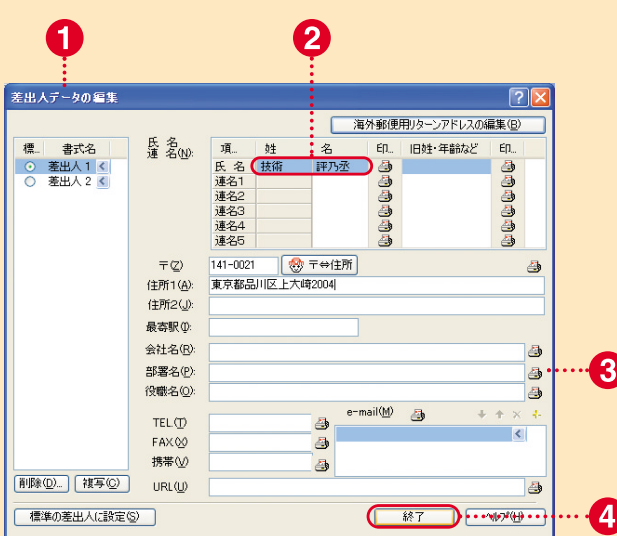 1
2
差出人データの編集
海外郵便用リターンアドレスの編集(B)
標... 書式名
差出人 1
差出人 2
氏 名
連 名(N):
項... 姓 名 印... 旧姓・年齢など 印...
氏 名 技術 評乃丞
連名1
連名2
連名3
連名4
連名5
〒(Z) 141-0021 〒⇔住所
住所1(A): 東京都品川区上大崎2004
住所2(J):
最寄駅(I):
会社名(R):
部署名(P): 3
役職名(O):
e-mail(M)
TEL(T)
FAX(X)
携帯(V)
URL(U)
削除(D)... 複写(C)
標準の差出人に設定(S) 終了 ヘルプ(H) 4